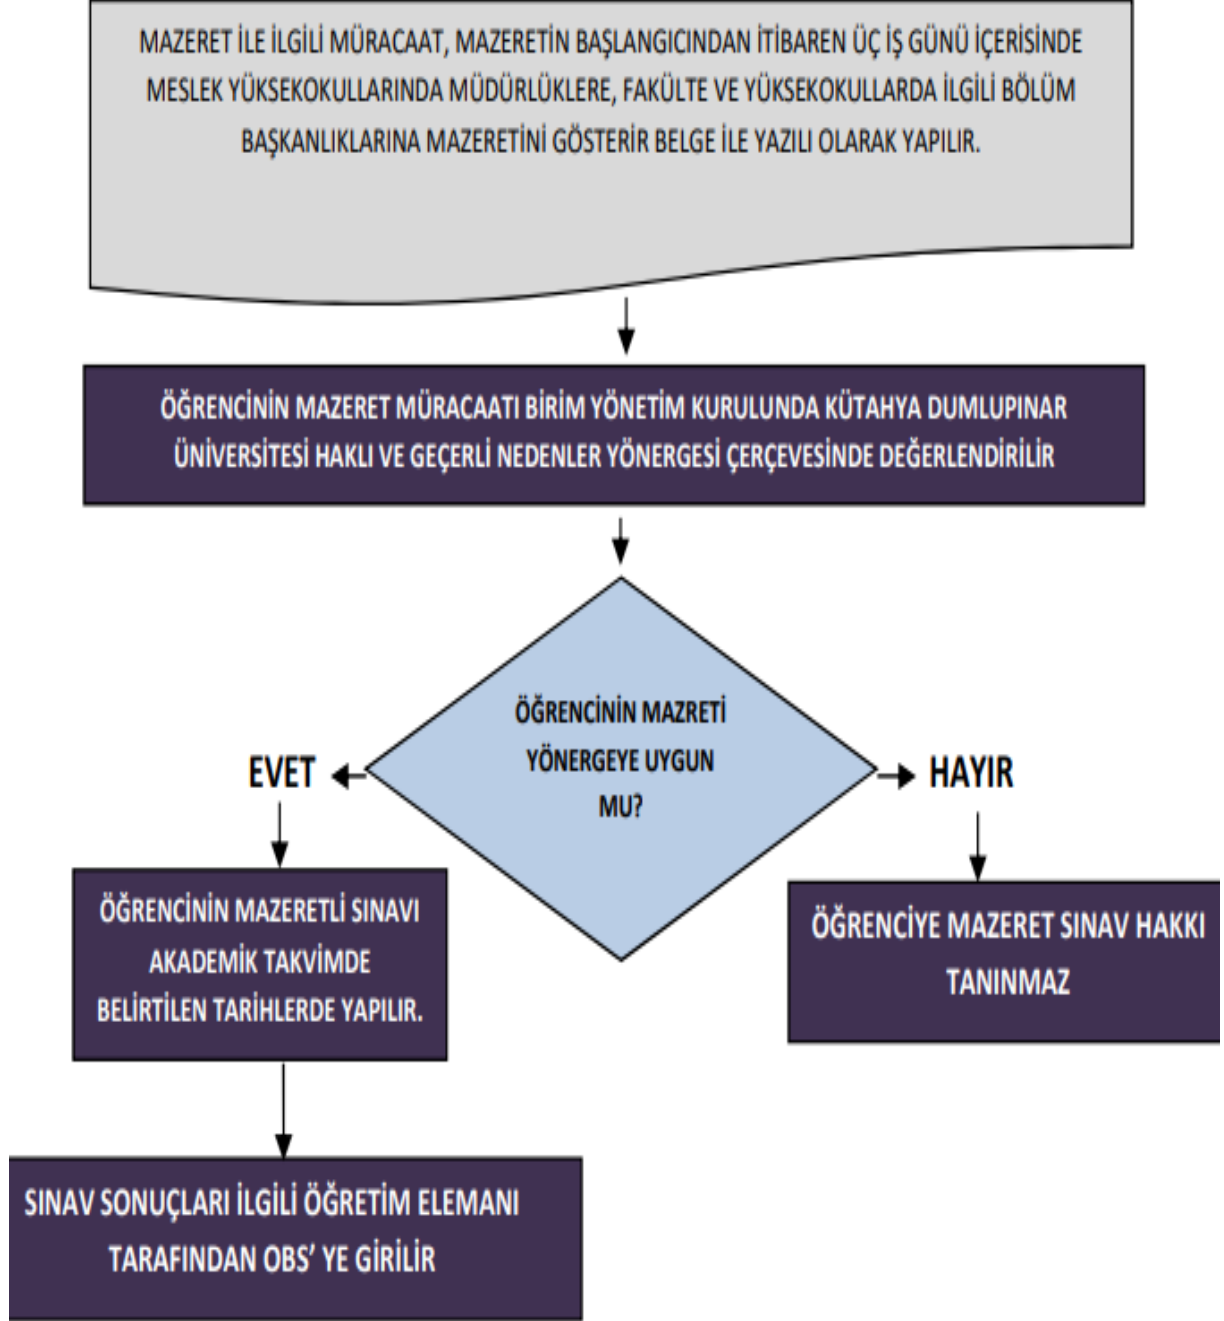 MAZERET İLE İLGİLİ MÜRACAAT, MAZERETİN BAŞLANGICINDAN İTİBAREN ÜÇ İŞ GÜNÜ İÇERİSİNDE
MESLEK YÜKSEKOKULLARINDA MÜDÜRLÜKLERE, FAKÜLTE VE YÜKSEKOKULLARDA İLGİLİ BÖLÜM
BAŞKANLIKLARINA MAZERETİNİ GÖSTERİR BELGE İLE YAZILI OLARAK YAPILIR.
ÖĞRENCİNİN MAZERET MÜRACAATI BİRİM YÖNETİM KURULUNDA KÜTAHYA DUMLUPINAR
ÜNİVERSİTESİ HAKLI VE GEÇERLİ NEDENLER YÖNERGESİ ÇERÇEVESİNDE DEĞERLENDİRİLİR
ÖĞRENCİNİN MAZRETİ
YÖNERGEYE UYGUN
MU?
EVET
HAYIR
ÖĞRENCİNİN MAZERETLİ SINAVI
AKADEMİK TAKVİMDE
BELİRTİLEN TARİHLERDE YAPILIR.
ÖĞRENCİYE MAZERET SINAV HAKKI
TANINMAZ
SINAV SONUÇLARI İLGİLİ ÖĞRETİM ELEMANI
TARAFINDAN OBS' YE GİRİLİR